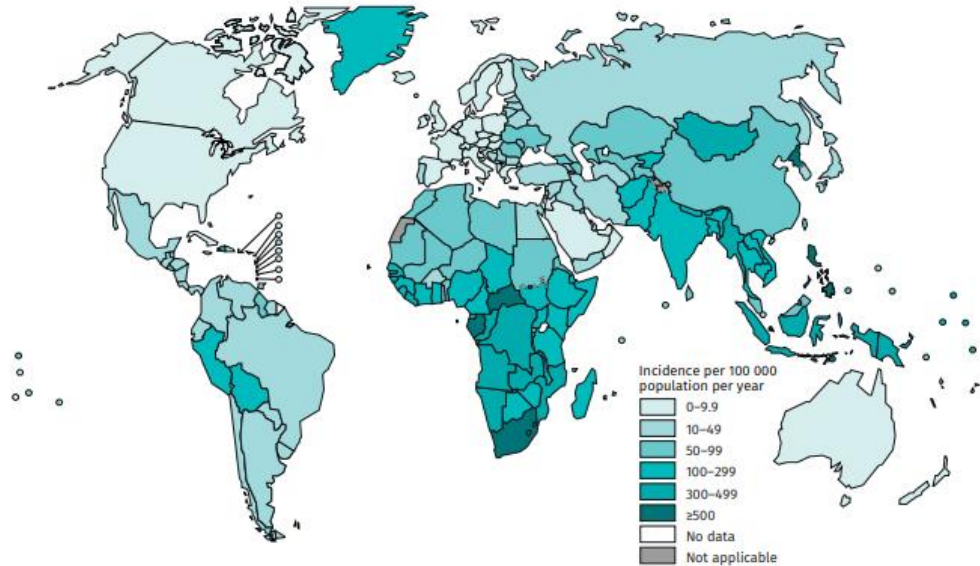 Incidence per 100 000
population per year
0–9.9
10–49
50–99
100–299
300–499
≥500
No data
Not applicable